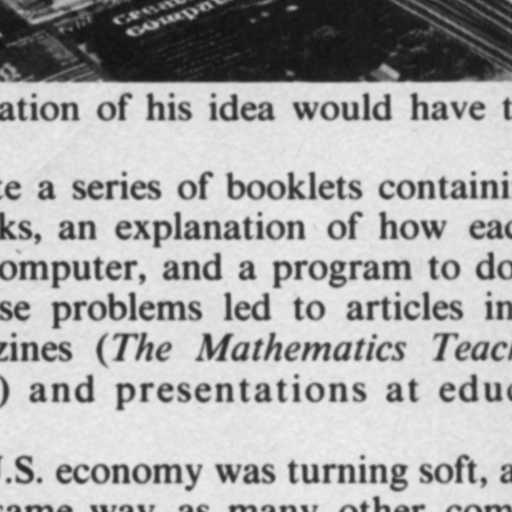 ation of his idea would have t
te a series of booklets containi
ks, an explanation of how eac
omputer, and a program to do
se problems led to articles in
zines (The Mathematics Teach
) and presentations at educ
.S. economy was turning soft, a
same way as many other com